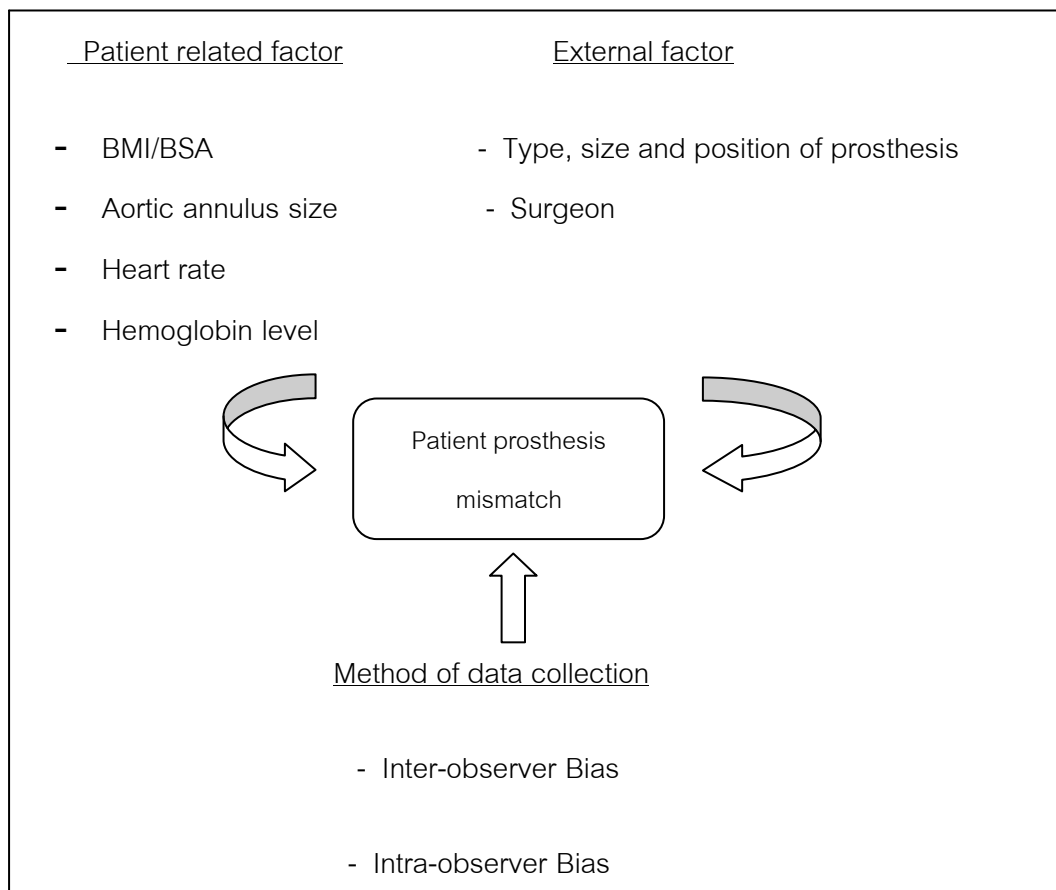 Patient related factor
External factor
- BMI/BSA
- Aortic annulus size
- Heart rate
- Hemoglobin level
- Type, size and position of prosthesis
- Surgeon
Patient prosthesis
mismatch
Method of data collection
- Inter-observer Bias
- Intra-observer Bias